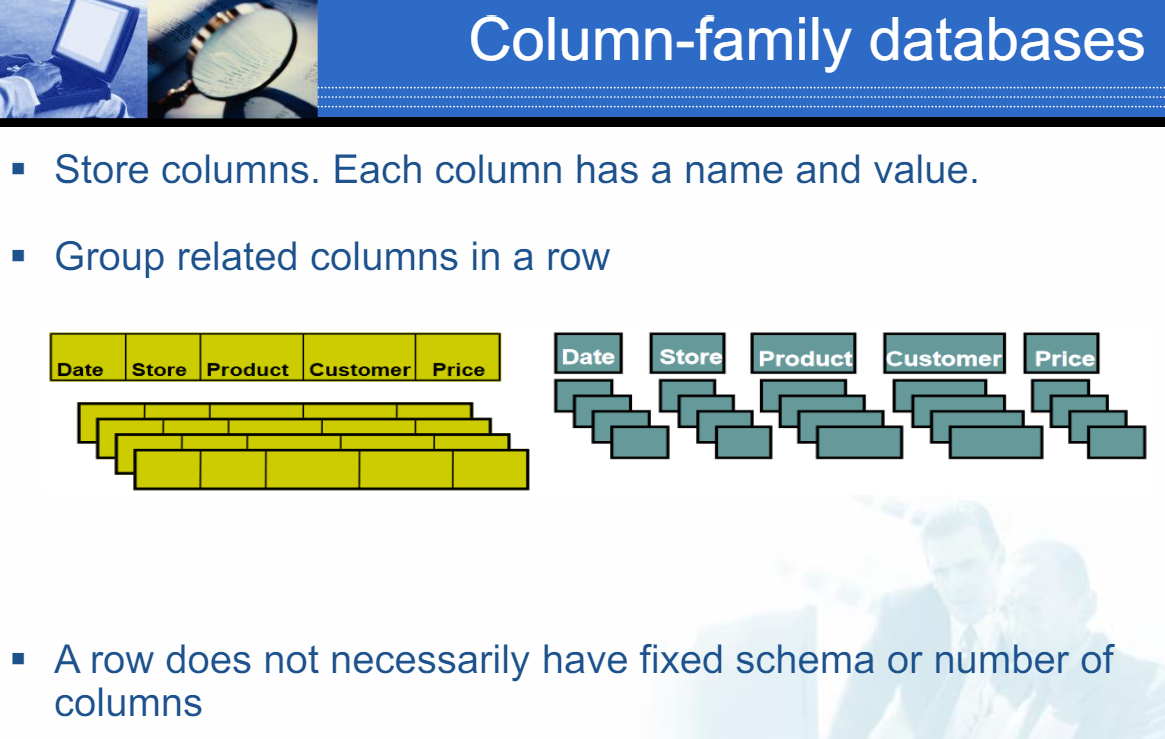 Column-family databases
▪ Store columns. Each column has a name and value.
▪ Group related columns in a row
Date Store Product Customer Price
Date Store Product Customer Price
▪ A row does not necessarily have fixed schema or number of
columns